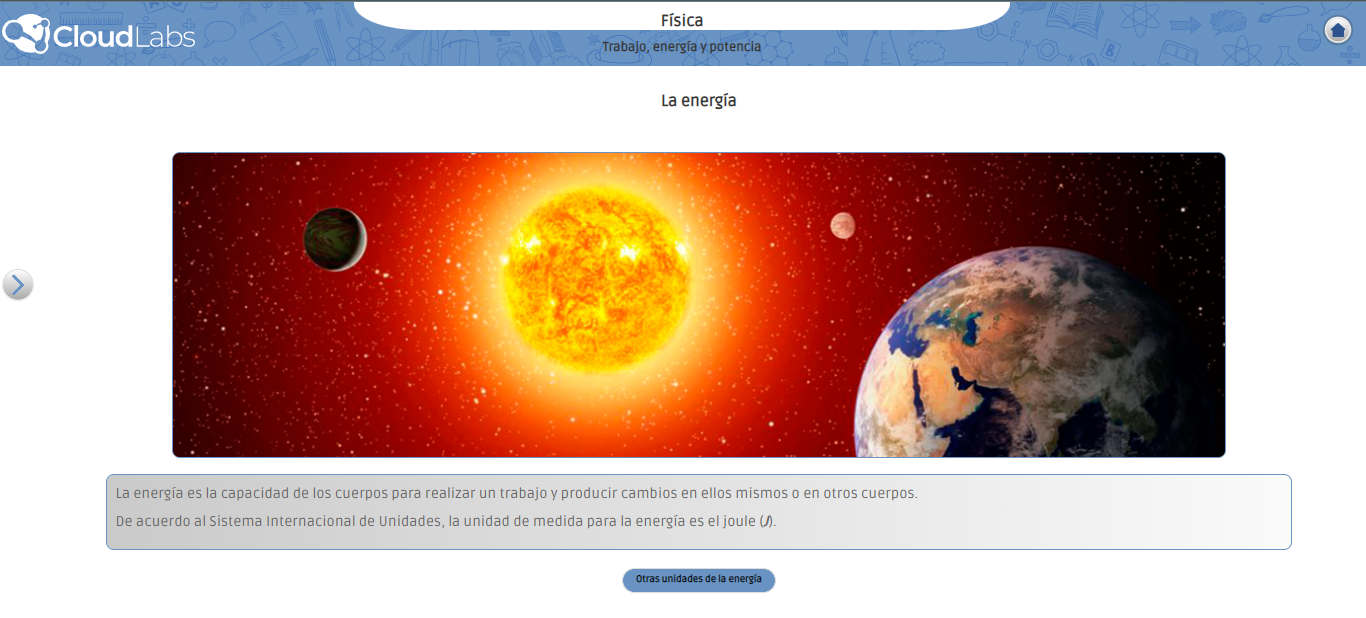 CloudLabs
Física
Trabajo, energía y potencia
La energía
La energía es la capacidad de los cuerpos para realizar un trabajo y producir cambios en ellos mismos o en otros cuerpos.
De acuerdo al Sistema Internacional de Unidades, la unidad de medida para la energía es el joule (J).
Otras unidades de la energía